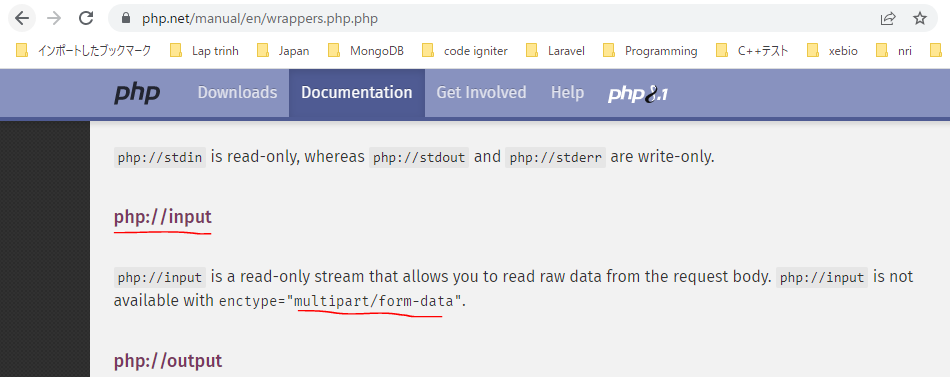 php.net/manual/en/wrappers.php.php
インポートしたブックマーク Lap trinh Japan MongoDB code igniter Laravel Programming C++テスト xebio nri
php Downloads Documentation Get Involved Help php8.1
php://stdin is read-only, whereas php://stdout and php://stderr are write-only.
php://input
php://input is a read-only stream that allows you to read raw data from the request body. php://input is not
available with enctype="multipart/form-data".
php://output